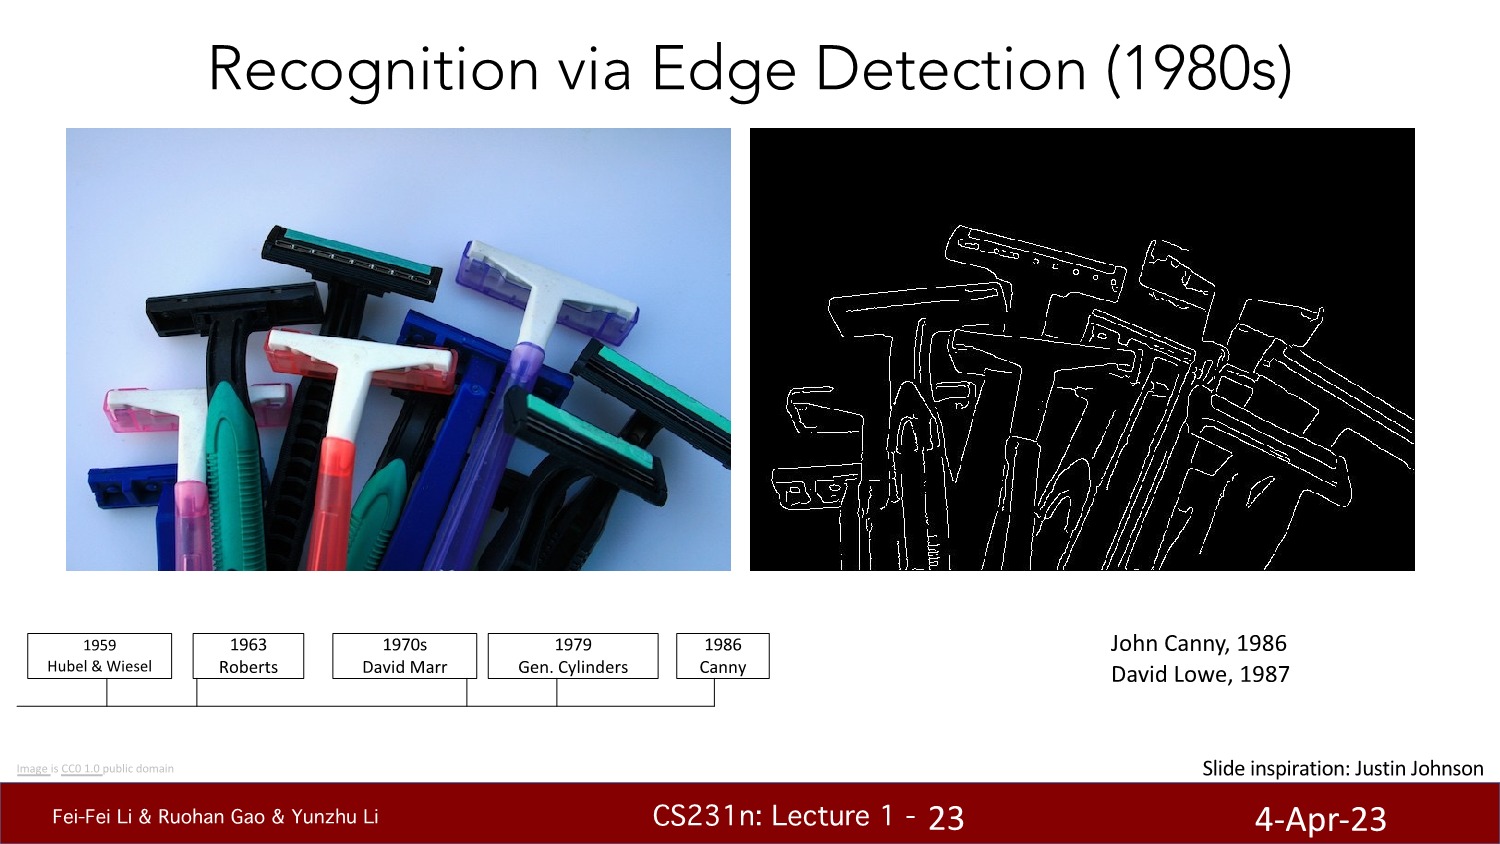 Recognition via Edge Detection (1980s)
1959
Hubel & Wiesel
1963
Roberts
1970s
David Marr
1979
Gen. Cylinders
1986
Canny
John Canny, 1986
David Lowe, 1987
Image is CC0 1.0 public domain
Slide inspiration: Justin Johnson
Fei-Fei Li & Ruohan Gao & Yunzhu Li
CS231n: Lecture 1 - 23
4-Apr-23